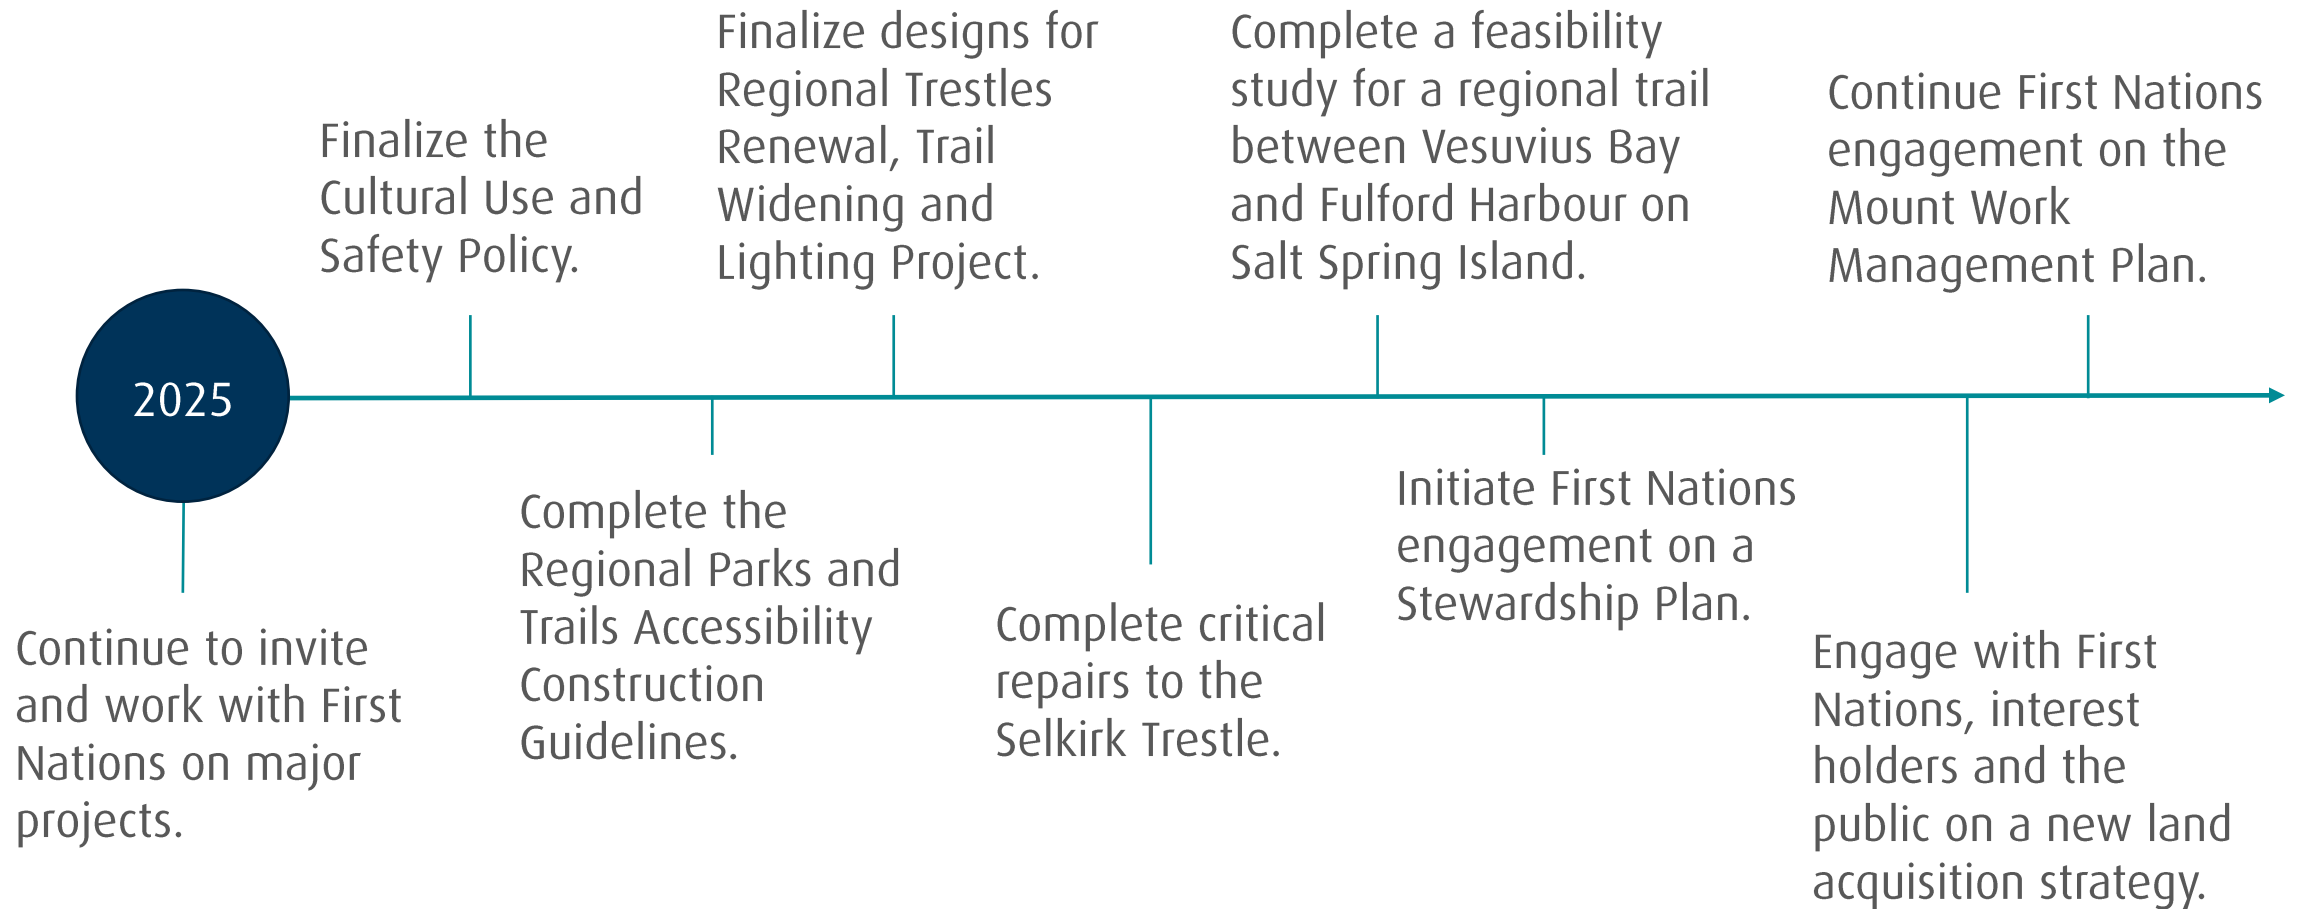 2025
Continue to invite
and work with First
Nations on major
projects.
Finalize the
Cultural Use and
Safety Policy.
Complete the
Regional Parks and
Trails Accessibility
Construction
Guidelines.
Finalize designs for
Regional Trestles
Renewal, Trail
Widening and
Lighting Project.
Complete critical
repairs to the
Selkirk Trestle.
Complete a feasibility
study for a regional trail
between Vesuvius Bay
and Fulford Harbour on
Salt Spring Island.
Initiate First Nations
engagement on a
Stewardship Plan.
Engage with First
Nations, interest
holders and the
public on a new land
acquisition strategy.
Continue First Nations
engagement on the
Mount Work
Management Plan.